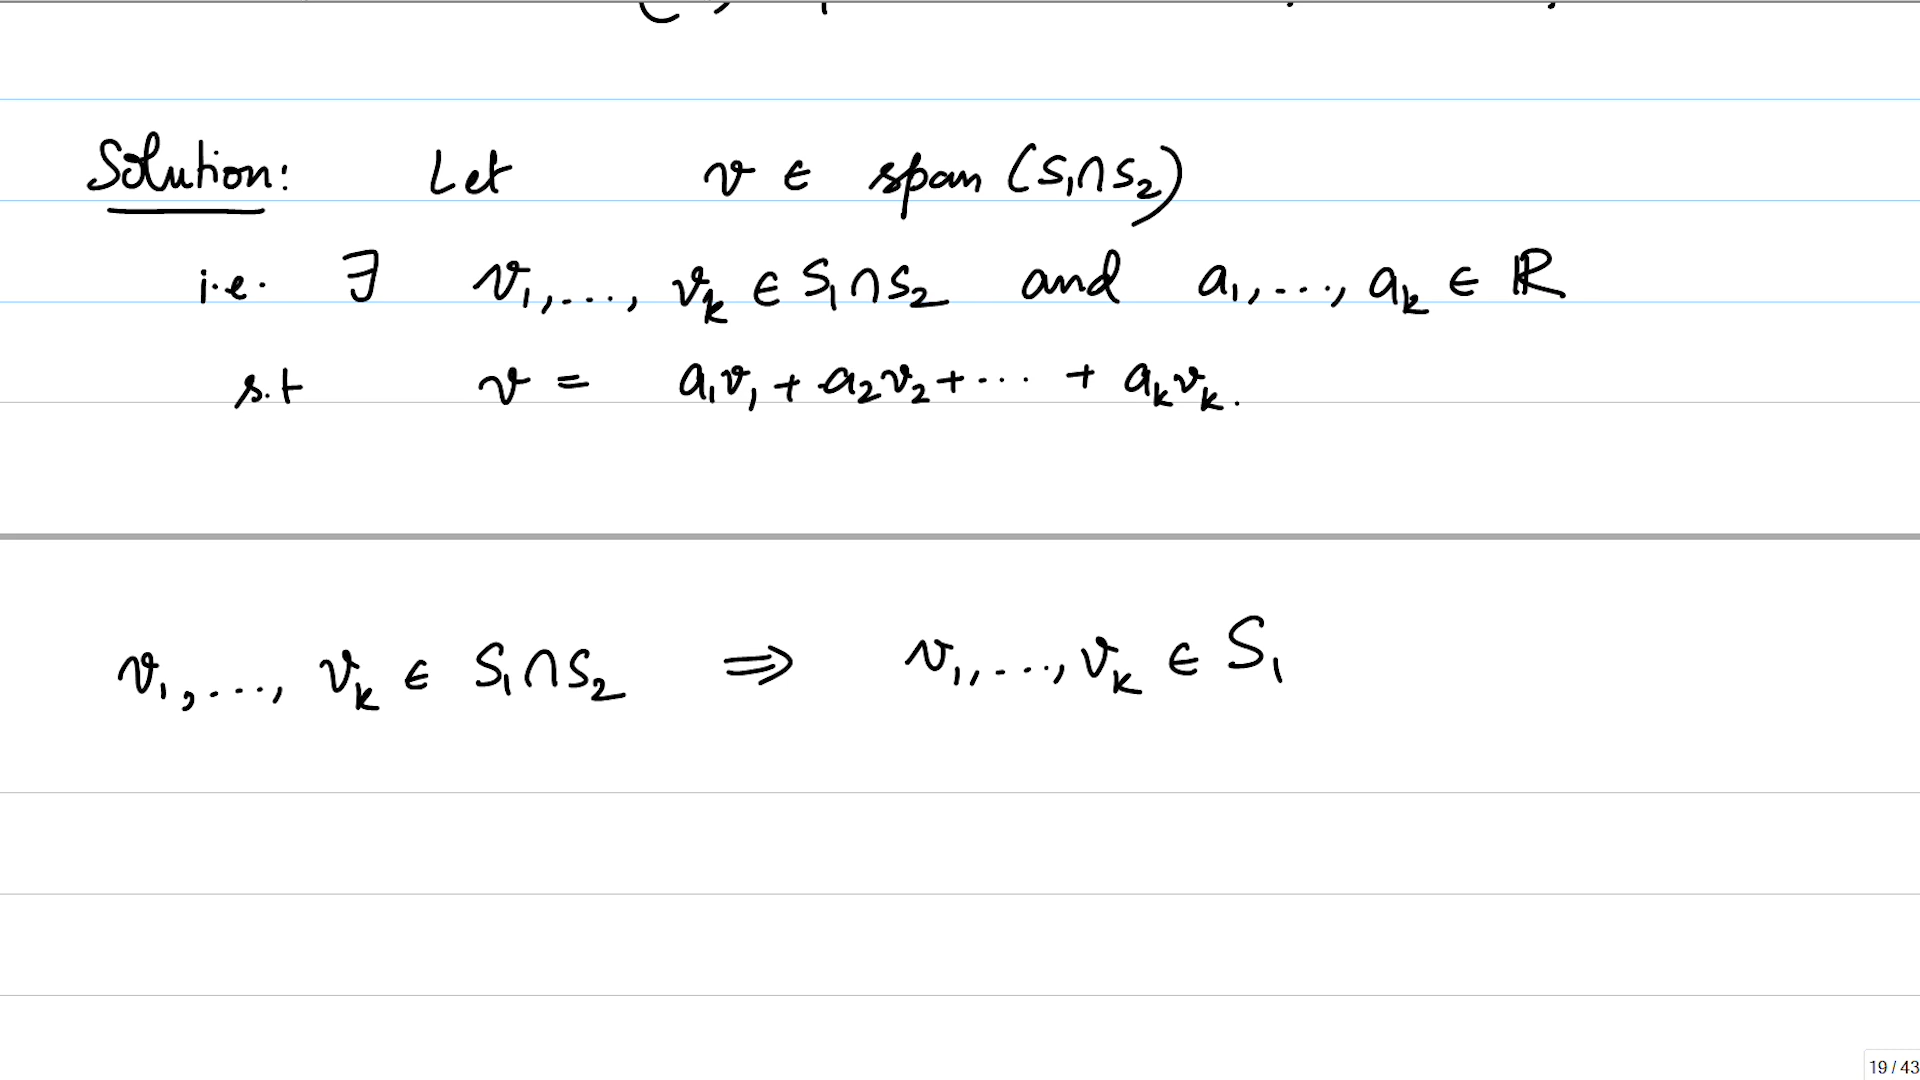 Solution: Let v ∈ span (S₁∩S₂)
i.e. ∃ v₁,..., vₖ ∈ S₁∩S₂ and a₁,..., aₖ ∈ ℝ
s.t v = a₁v₁ + a₂v₂ + ··· + aₖvₖ.
v₁,..., vₖ ∈ S₁∩S₂ ⇒ v₁,..., vₖ ∈ S₁
19 / 43